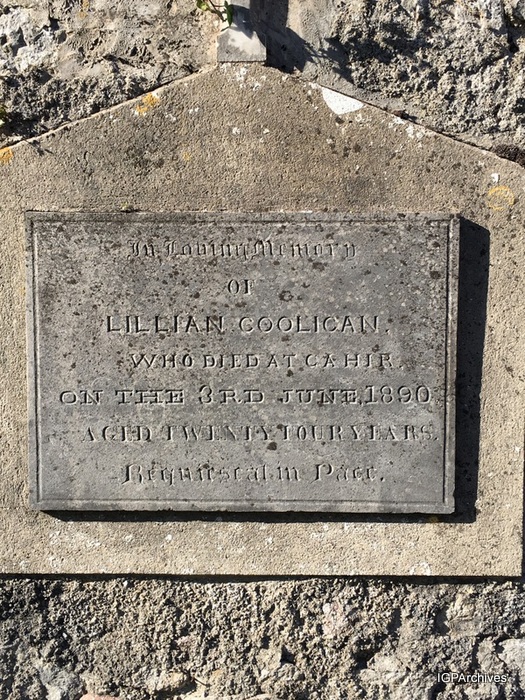 In Loving Memory
OF
LILLIAN COOLICAN.
WHO DIED AT CAHIR.
ON THE 3RD JUNE, 1890
AGED TWENTY FOUR YEARS.
Requiescat in Pace.
IGPArchives